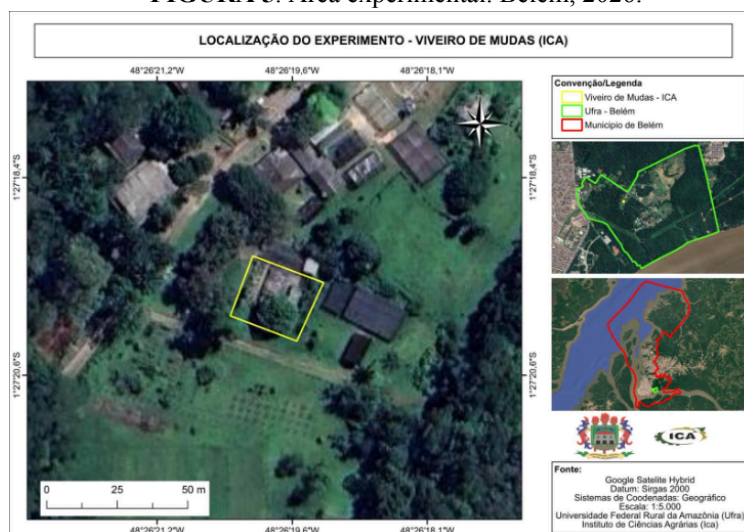 FIGURA 3. Área experimental. Belém, 2020.
LOCALIZAÇÃO DO EXPERIMENTO - VIVEIRO DE MUDAS (ICA)
48°26'21,2"W 48°26'19,6"W 48°26'18,1"W
1°27'18,4"S 1°27'18,4"S
1°27'20,6"S 1°27'20,6"S
0 25 50 m
48°26'21,2"W 48°26'19,6"W 48°26'18,1"W
Convenção/Legenda
Viveiro de Mudas - ICA
Ufra - Belém
Municipio de Belém
ICA
Fonte:
Google Satellite Hybrid
Datum: Sirgas 2000
Sistemas de Coodenadas: Geográfico
Escala: 1:5.000
Universidade Federal Rural da Amazônia (Ufra)
Instituto de Ciências Agrárias (Ica)